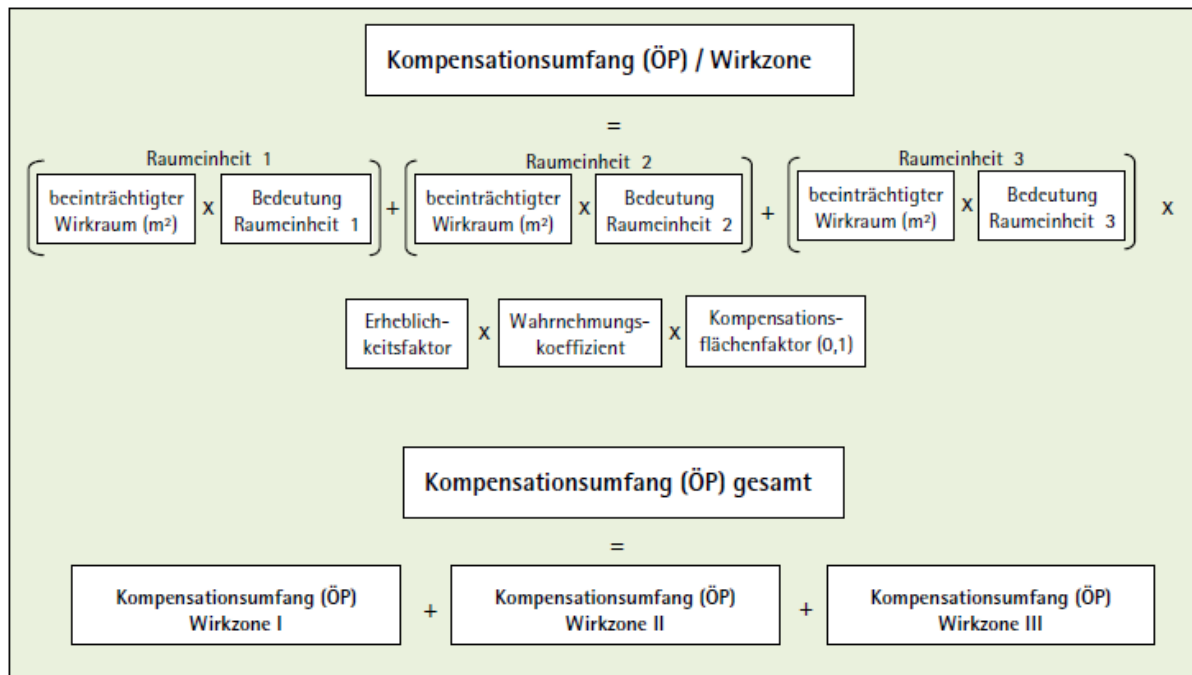 Kompensationsumfang (ÖP) / Wirkzone
=
Raumeinheit 1 Raumeinheit 2 Raumeinheit 3
beeinträchtigter x Bedeutung + beeinträchtigter x Bedeutung + beeinträchtigter x Bedeutung x
Wirkraum (m²) Raumeinheit 1 Wirkraum (m²) Raumeinheit 2 Wirkraum (m²) Raumeinheit 3
Erheblich- x Wahrnehmungs- x Kompensations-
keitsfaktor koeffizient flächenfaktor (0,1)
Kompensationsumfang (ÖP) gesamt
=
Kompensationsumfang (ÖP) + Kompensationsumfang (ÖP) + Kompensationsumfang (ÖP)
Wirkzone I Wirkzone II Wirkzone III